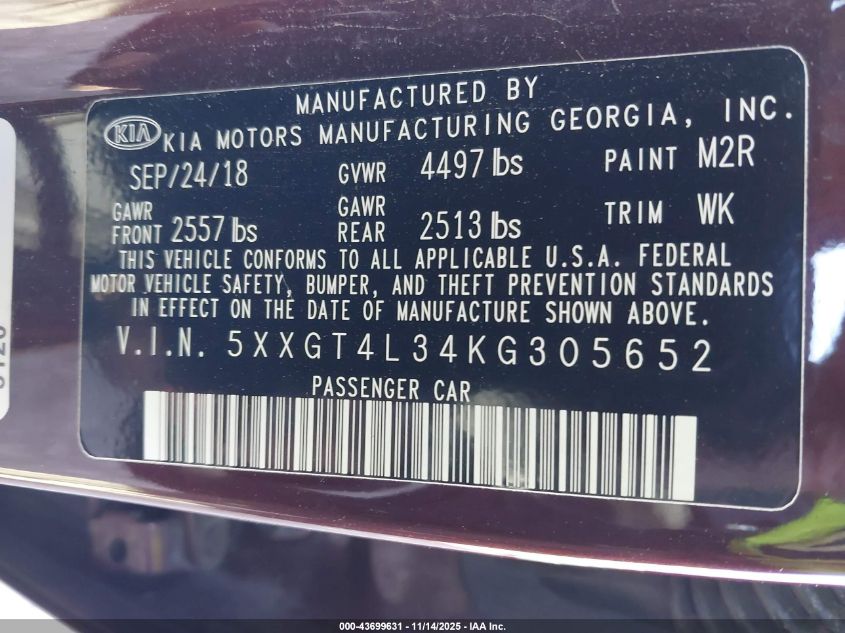 MANUFACTURED BY
KIA KIA MOTORS MANUFACTURING GEORGIA, INC.
SEP/24/18 GVWR 4497 lbs PAINT M2R
GAWR FRONT 2557 lbs GAWR REAR 2513 lbs TRIM WK
THIS VEHICLE CONFORMS TO ALL APPLICABLE U.S.A. FEDERAL
MOTOR VEHICLE SAFETY, BUMPER, AND THEFT PREVENTION STANDARDS
IN EFFECT ON THE DATE OF MANUFACTURE SHOWN ABOVE.
V.I.N. 5XXGT4L34KG305652
PASSENGER CAR
000-43699631 - 11/14/2025 - IAA Inc.